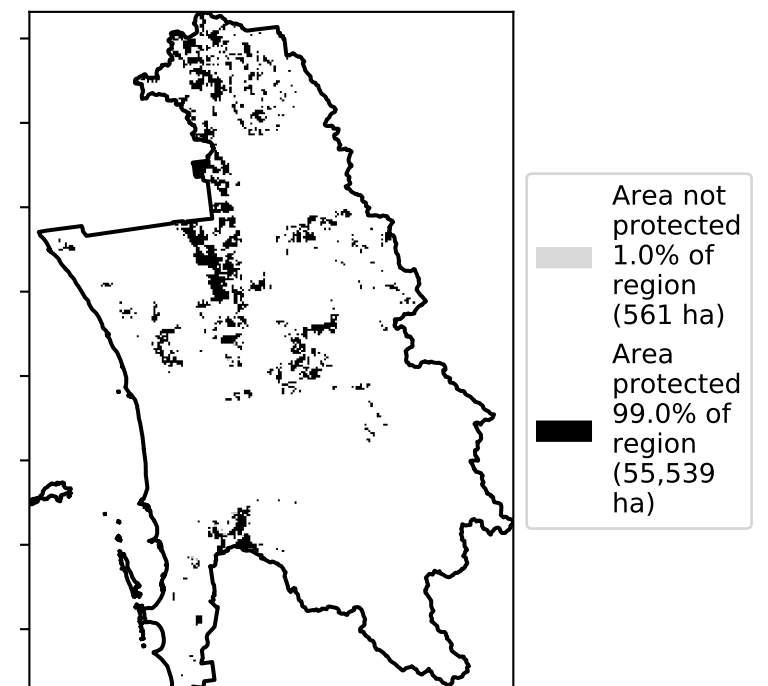 Area not
protected
1.0% of
region
(561 ha)
Area
protected
99.0% of
region
(55,539
ha)